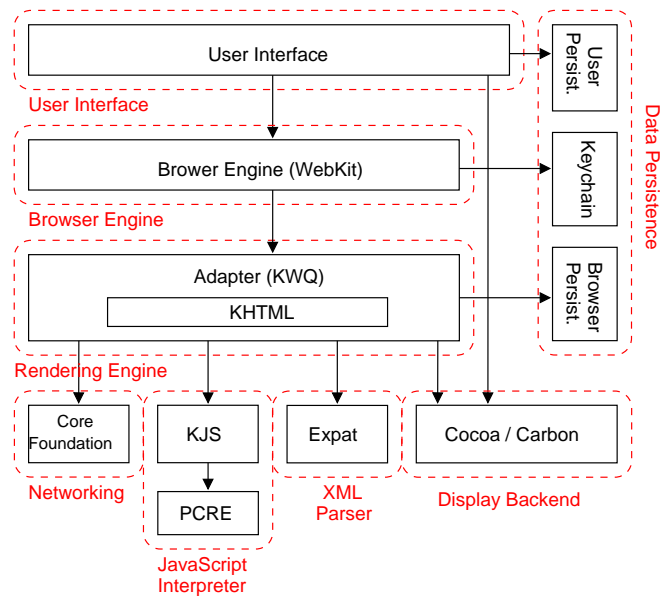 User Interface
User Interface
User
Persist.
Brower Engine (WebKit)
Browser Engine
Keychain
Data Persistence
Adapter (KWQ)
KHTML
Rendering Engine
Browser
Persist.
Core
Foundation
Networking
KJS
PCRE
JavaScript
Interpreter
Expat
XML
Parser
Cocoa / Carbon
Display Backend